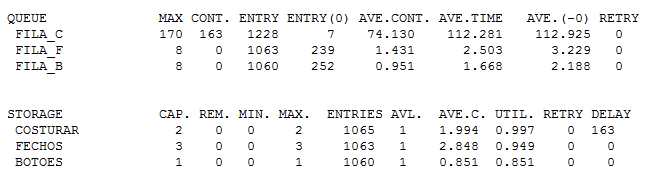 QUEUE MAX CONT. ENTRY ENTRY(0) AVE.CONT. AVE.TIME AVE.(-0) RETRY
FILA_C 170 163 1228 7 74.130 112.281 112.925 0
FILA_F 8 0 1063 239 1.431 2.503 3.229 0
FILA_B 8 0 1060 252 0.951 1.668 2.188 0
STORAGE CAP. REM. MIN. MAX. ENTRIES AVL. AVE.C. UTIL. RETRY DELAY
COSTURAR 2 0 0 2 1065 1 1.994 0.997 0 163
FECHOS 3 0 0 3 1063 1 2.848 0.949 0 0
BOTOES 1 0 0 1 1060 1 0.851 0.851 0 0